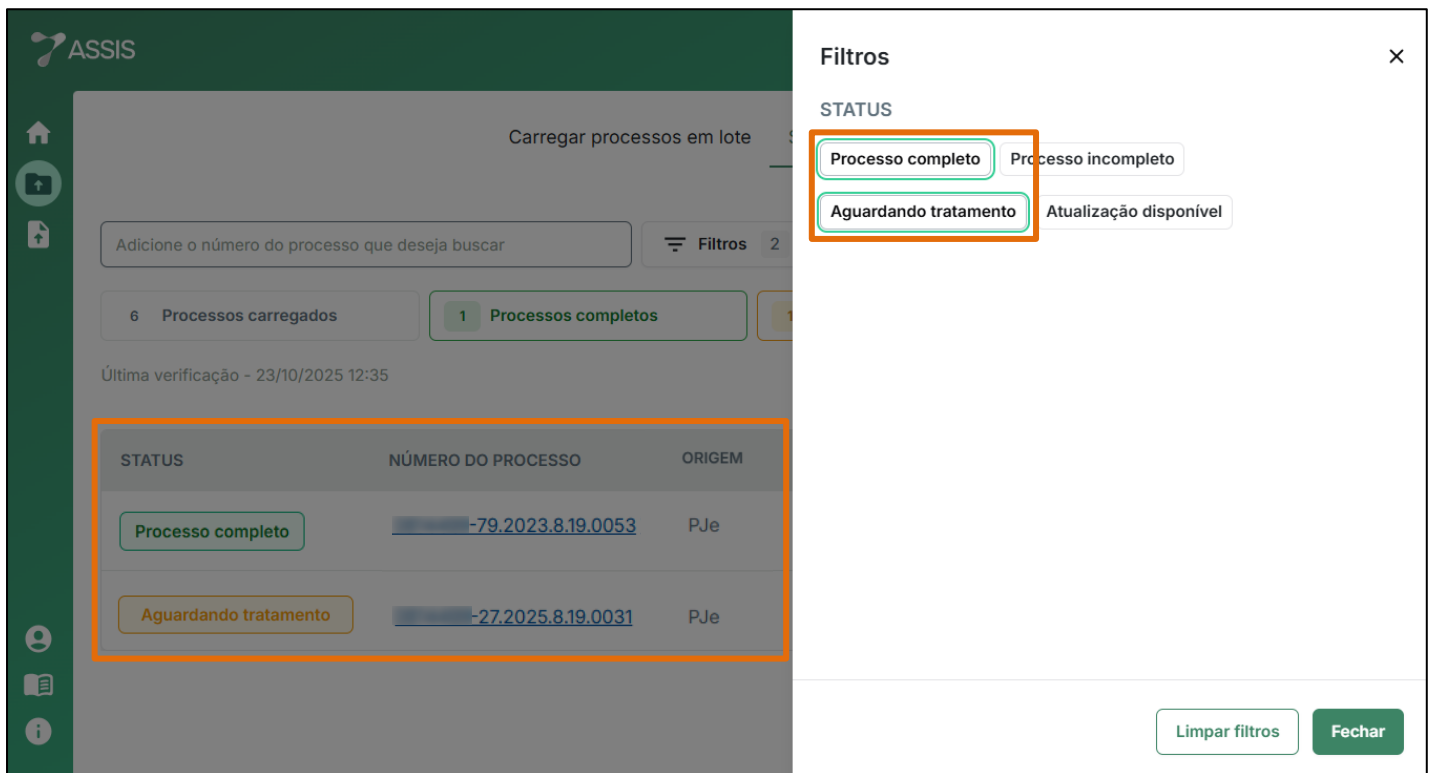 ASSIS
Carregar processos em lote
Adicione o número do processo que deseja buscar
Filtros 2
6 Processos carregados
1 Processos completos
1
Última verificação - 23/10/2025 12:35
STATUS NÚMERO DO PROCESSO ORIGEM
Processo completo -79.2023.8.19.0053 PJe
Aguardando tratamento -27.2025.8.19.0031 PJe
Filtros
STATUS
Processo completo Processo incompleto
Aguardando tratamento Atualização disponível
Limpar filtros Fechar